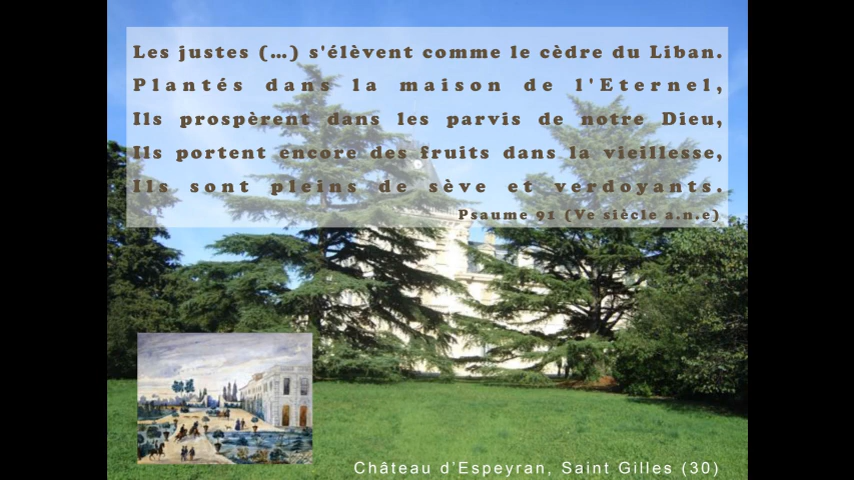 Les justes (...) s'élèvent comme le cèdre du Liban.
Plantés dans la maison de l'Eternel,
Ils prospèrent dans les parvis de notre Dieu,
Ils portent encore des fruits dans la vieillesse,
Ils sont pleins de sève et verdoyants.
Psaume 91 (Ve siècle a.n.e)
Château d'Espeyran, Saint Gilles (30)